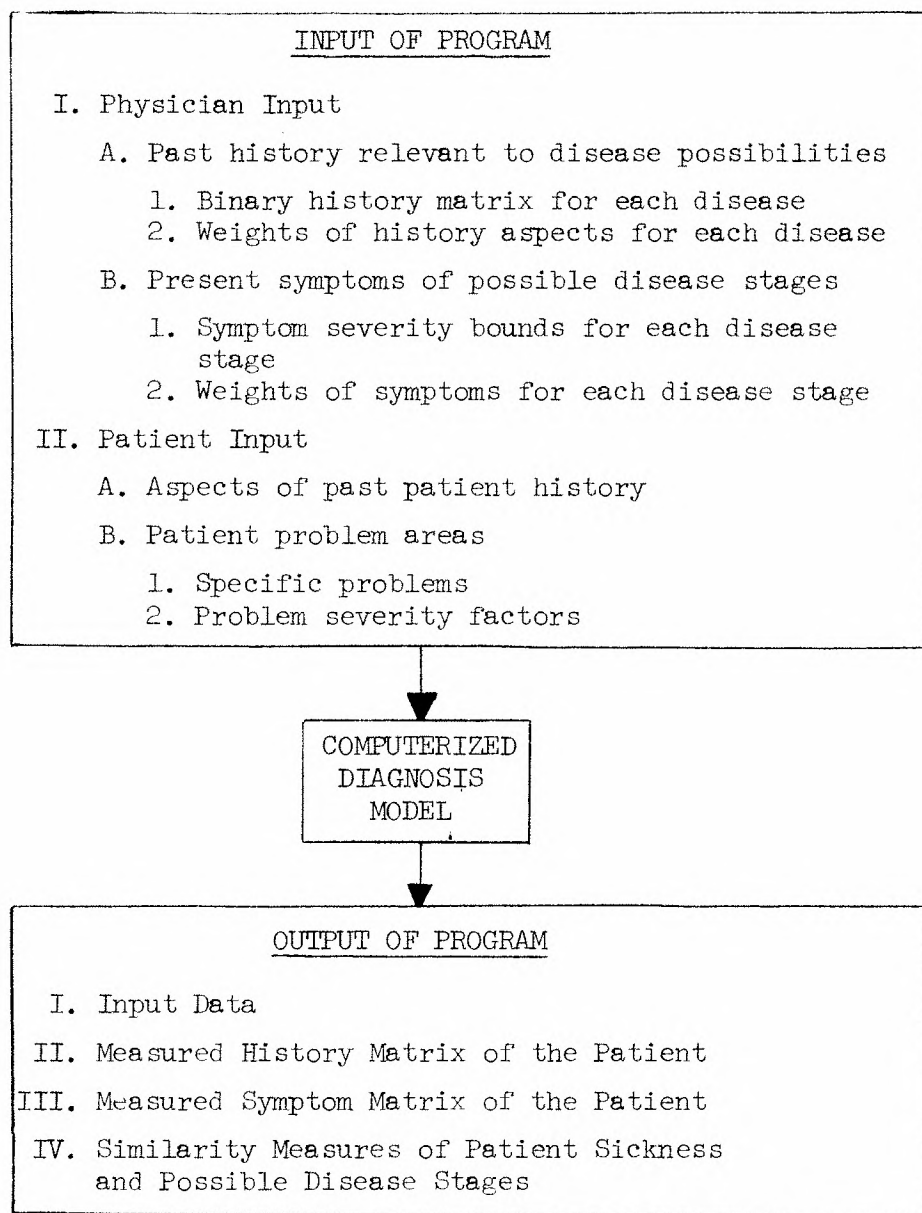 INPUT OF PROGRAM
I. Physician Input
A. Past history relevant to disease possibilities
1. Binary history matrix for each disease
2. Weights of history aspects for each disease
B. Present symptoms of possible disease stages
1. Symptom severity bounds for each disease
stage
2. Weights of symptoms for each disease stage
II. Patient Input
A. Aspects of past patient history
B. Patient problem areas
1. Specific problems
2. Problem severity factors
COMPUTERIZED
DIAGNOSIS
MODEL
OUTPUT OF PROGRAM
I. Input Data
II. Measured History Matrix of the Patient
III. Measured Symptom Matrix of the Patient
IV. Similarity Measures of Patient Sickness
and Possible Disease Stages